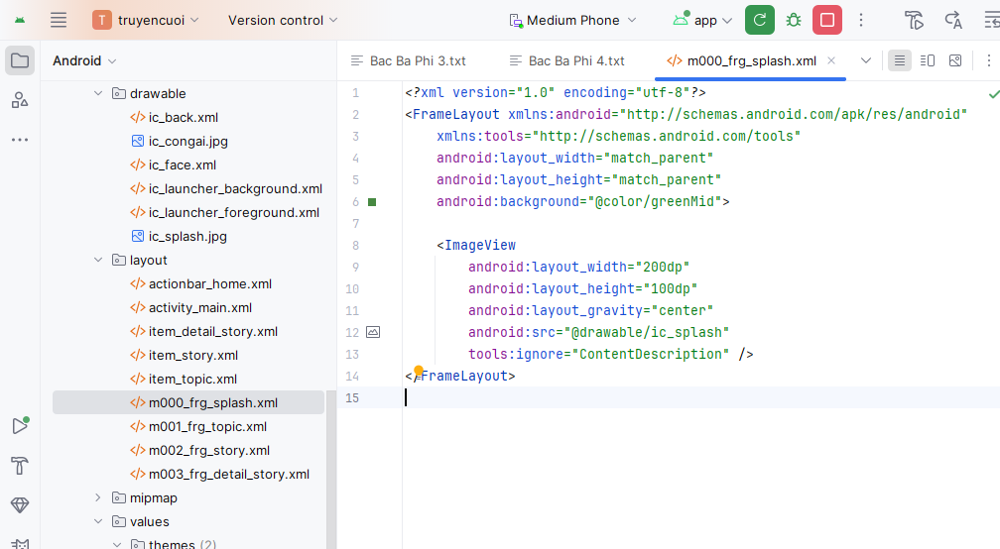 T truyencuoi Version control Medium Phone app
Android
Bac Ba Phi 3.txt Bac Ba Phi 4.txt m000_frg_splash.xml
drawable
ic_back.xml
ic_congai.jpg
ic_face.xml
ic_launcher_background.xml
ic_launcher_foreground.xml
ic_splash.jpg
layout
actionbar_home.xml
activity_main.xml
item_detail_story.xml
item_story.xml
item_topic.xml
m000_frg_splash.xml
m001_frg_topic.xml
m002_frg_story.xml
m003_frg_detail_story.xml
mipmap
values
themes (2)
1 <?xml version="1.0" encoding="utf-8"?>
2 <FrameLayout xmlns:android="http://schemas.android.com/apk/res/android"
3 xmlns:tools="http://schemas.android.com/tools"
4 android:layout_width="match_parent"
5 android:layout_height="match_parent"
6 android:background="@color/greenMid">
7
8 <ImageView
9 android:layout_width="200dp"
10 android:layout_height="100dp"
11 android:layout_gravity="center"
12 android:src="@drawable/ic_splash"
13 tools:ignore="ContentDescription" />
14 </FrameLayout>
15